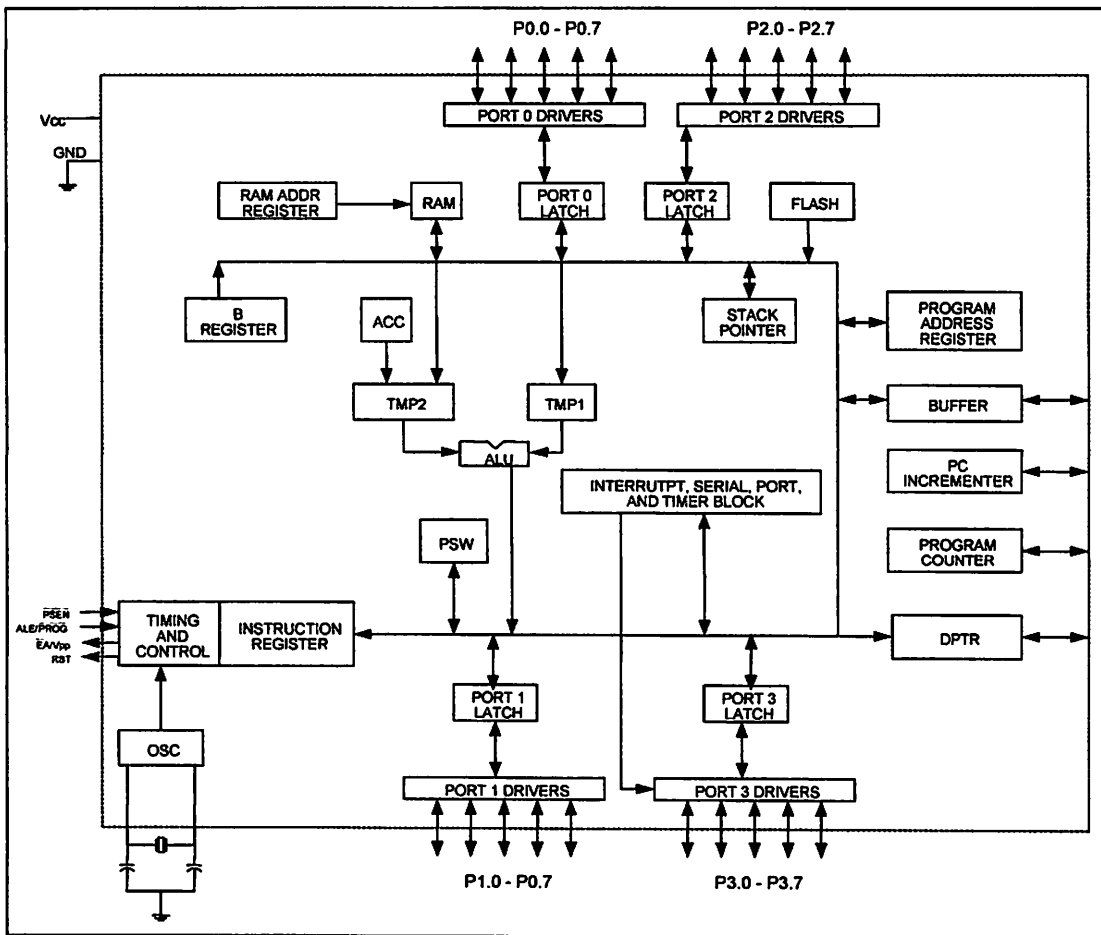 P0.0 - P0.7
P2.0 - P2.7
PORT 0 DRIVERS
PORT 2 DRIVERS
Vcc
GND
RAM ADDR
REGISTER
RAM
PORT 0
LATCH
PORT 2
LATCH
FLASH
B
REGISTER
ACC
STACK
POINTER
PROGRAM
ADDRESS
REGISTER
TMP2
TMP1
BUFFER
ALU
INTERRUTPT, SERIAL, PORT,
AND TIMER BLOCK
PC
INCREMENTER
PSW
PROGRAM
COUNTER
PSEN
ALE/PROG
EA/Vpp
RST
TIMING
AND
CONTROL
INSTRUCTION
REGISTER
DPTR
PORT 1
LATCH
PORT 3
LATCH
OSC
PORT 1 DRIVERS
PORT 3 DRIVERS
P1.0 - P0.7
P3.0 - P3.7